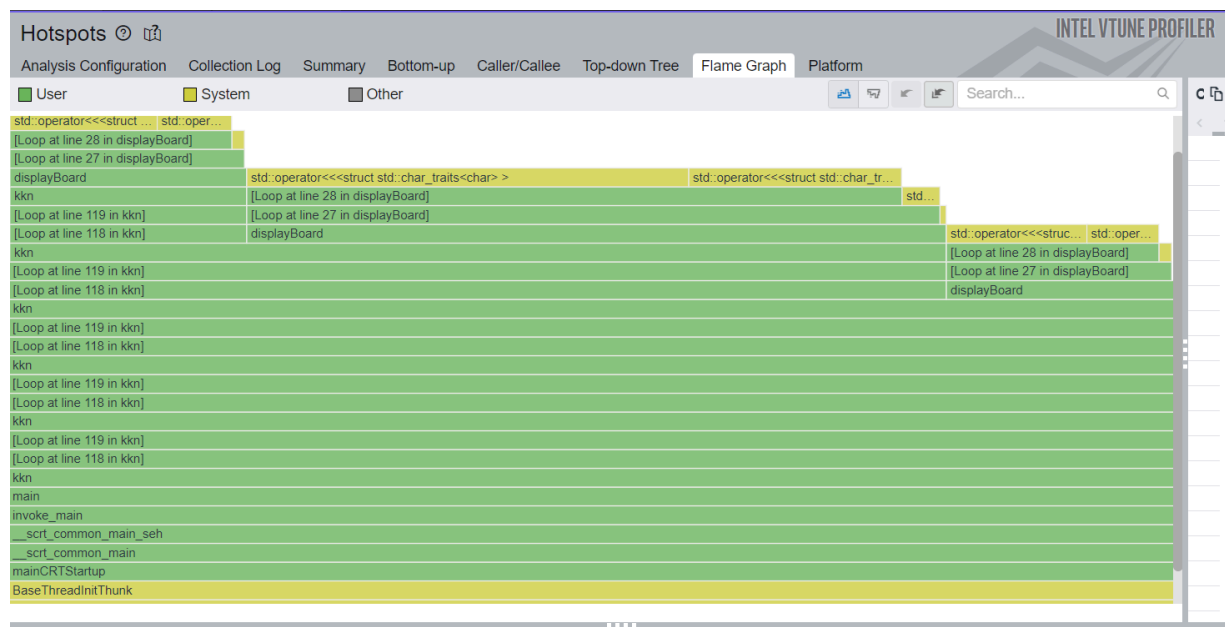 Hotspots
INTEL VTUNE PROFILER
Analysis Configuration Collection Log Summary Bottom-up Caller/Callee Top-down Tree Flame Graph Platform
User System Other Search... C
std::operator<<<struct ... std::oper...
[Loop at line 28 in displayBoard]
[Loop at line 27 in displayBoard]
displayBoard std::operator<<<struct std::char_traits<char> > std::operator<<<struct std::char_tr...
kkn [Loop at line 28 in displayBoard] std...
[Loop at line 119 in kkn] [Loop at line 27 in displayBoard]
[Loop at line 118 in kkn] displayBoard std::operator<<<struc... std::oper...
kkn [Loop at line 28 in displayBoard]
[Loop at line 119 in kkn] [Loop at line 27 in displayBoard]
[Loop at line 118 in kkn] displayBoard
kkn
[Loop at line 119 in kkn]
[Loop at line 118 in kkn]
kkn
[Loop at line 119 in kkn]
[Loop at line 118 in kkn]
kkn
[Loop at line 119 in kkn]
[Loop at line 118 in kkn]
kkn
main
invoke_main
__scrt_common_main_seh
__scrt_common_main
mainCRTStartup
BaseThreadInitThunk